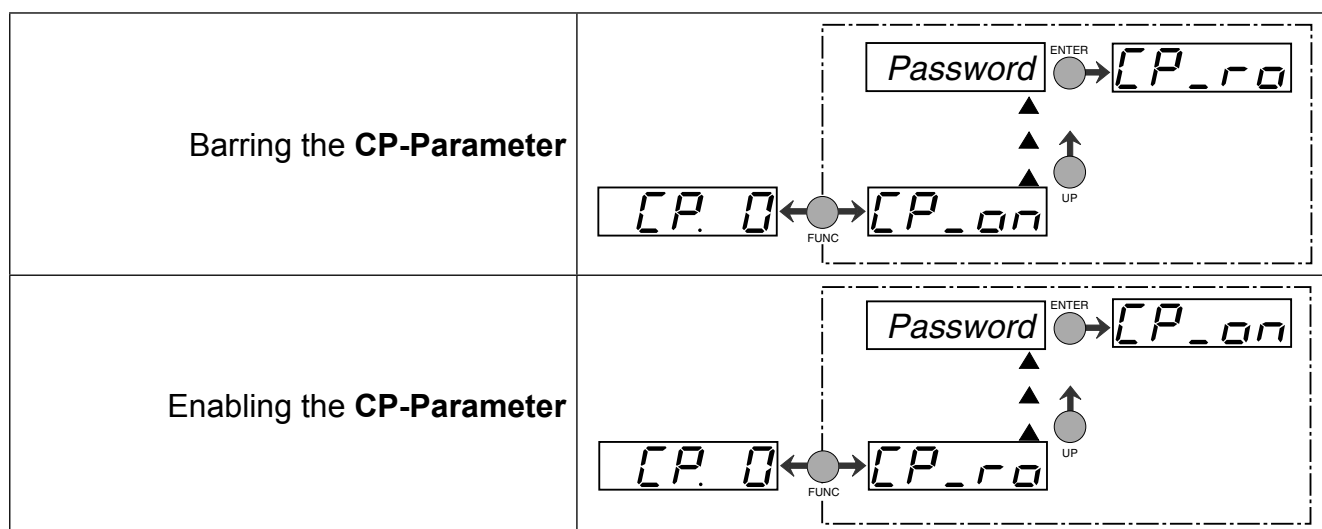 Password ENTER CP_ro
Barring the CP-Parameter
UP
CP. 0 FUNC CP_on
Password ENTER CP_on
Enabling the CP-Parameter
UP
CP. 0 FUNC CP_ro